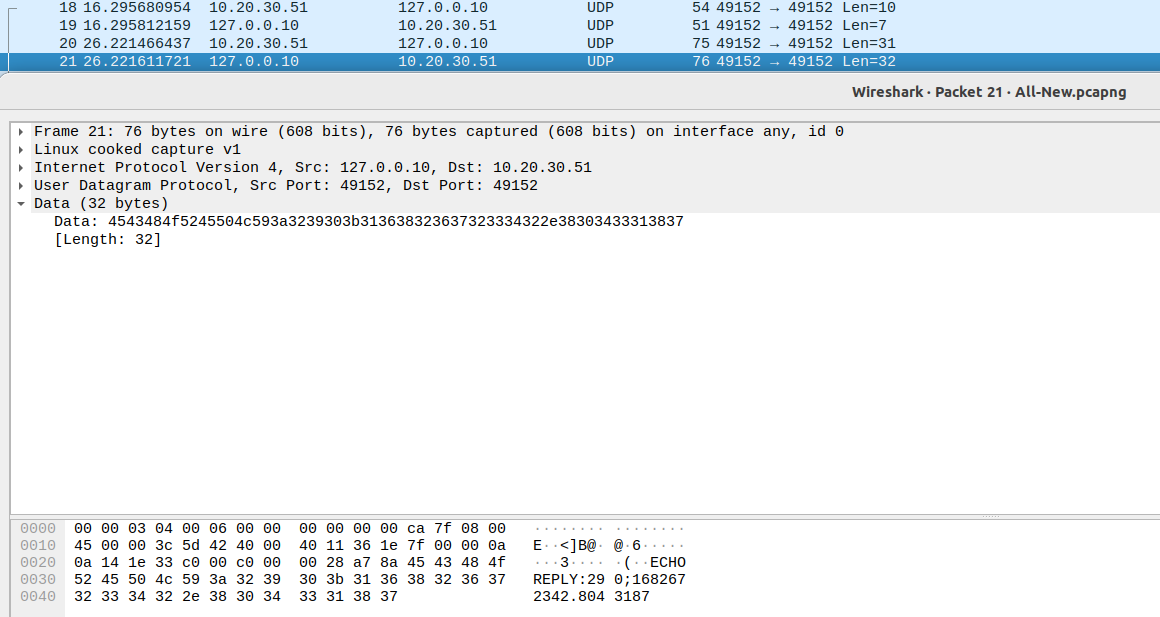 18 16.295680954 10.20.30.51 127.0.0.10 UDP 54 49152 → 49152 Len=10
19 16.295812159 127.0.0.10 10.20.30.51 UDP 51 49152 → 49152 Len=7
20 26.221466437 10.20.30.51 127.0.0.10 UDP 75 49152 → 49152 Len=31
21 26.221611721 127.0.0.10 10.20.30.51 UDP 76 49152 → 49152 Len=32
Wireshark · Packet 21 · All-New.pcapng
Frame 21: 76 bytes on wire (608 bits), 76 bytes captured (608 bits) on interface any, id 0
Linux cooked capture v1
Internet Protocol Version 4, Src: 127.0.0.10, Dst: 10.20.30.51
User Datagram Protocol, Src Port: 49152, Dst Port: 49152
Data (32 bytes)
Data: 4543484f5245504c593a3239303b313638323637323334322e38303433313837
[Length: 32]
0000 00 00 03 04 00 06 00 00 00 00 00 00 ca 7f 08 00 ········ ········
0010 45 00 00 3c 5d 42 40 00 40 11 36 1e 7f 00 00 0a E··<]B@· @·6·····
0020 0a 14 1e 33 c0 00 c0 00 00 28 a7 8a 45 43 48 4f ···3···· ·(··ECHO
0030 52 45 50 4c 59 3a 32 39 30 3b 31 36 38 32 36 37 REPLY:29 0;168267
0040 32 33 34 32 2e 38 30 34 33 31 38 37 2342.804 3187